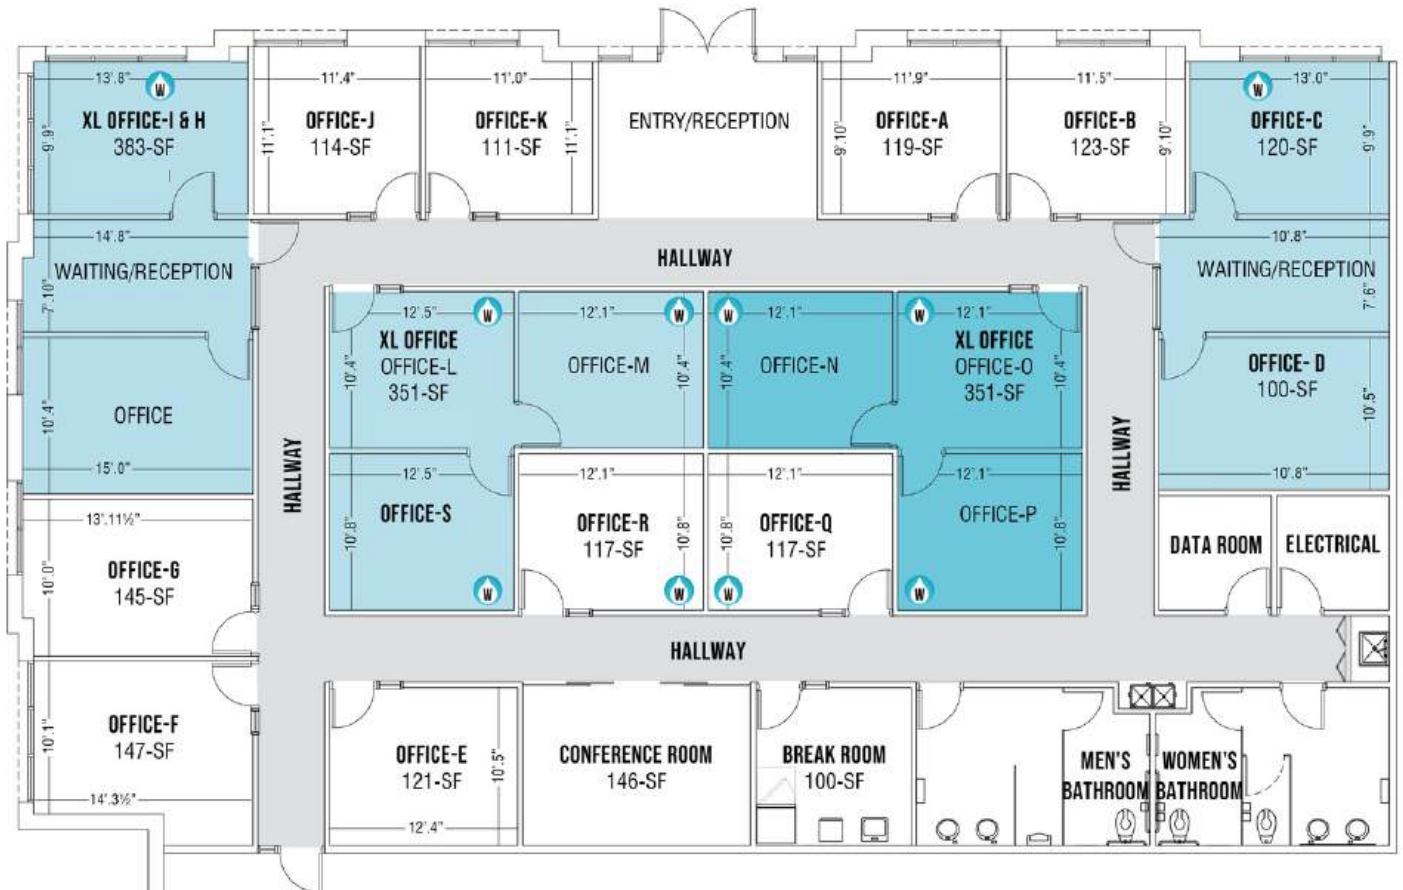 13'.8"
W
XL OFFICE-I & H
383-SF
9'.9"
11'.4"
OFFICE-J
114-SF
11'.1"
11'.0"
OFFICE-K
111-SF
11'.1"
ENTRY/RECEPTION
11'.9"
OFFICE-A
119-SF
9'.10"
11'.5"
OFFICE-B
123-SF
9'.10"
W
13'.0"
OFFICE-C
120-SF
9'.9"
14'.8"
WAITING/RECEPTION
7'.10"
HALLWAY
10'.8"
WAITING/RECEPTION
7'.6"
12'.5"
W
XL OFFICE
OFFICE-L
351-SF
10'.4"
12'.1"
W
OFFICE-M
10'.4"
W
12'.1"
OFFICE-N
10'.4"
W
12'.1"
XL OFFICE
OFFICE-O
351-SF
10'.4"
OFFICE- D
100-SF
10'.5"
10'.8"
OFFICE
10'.4"
15'.0"
HALLWAY
HALLWAY
12'.5"
OFFICE-S
10'.8"
W
12'.1"
OFFICE-R
117-SF
10'.8"
W
12'.1"
OFFICE-Q
117-SF
10'.8"
W
12'.1"
OFFICE-P
10'.8"
W
DATA ROOM
ELECTRICAL
13'.11½"
OFFICE-G
145-SF
10'.0"
HALLWAY
OFFICE-F
147-SF
10'.1"
14'.3½"
OFFICE-E
121-SF
10'.5"
12'.4"
CONFERENCE ROOM
146-SF
BREAK ROOM
100-SF
MEN'S
BATHROOM
WOMEN'S
BATHROOM